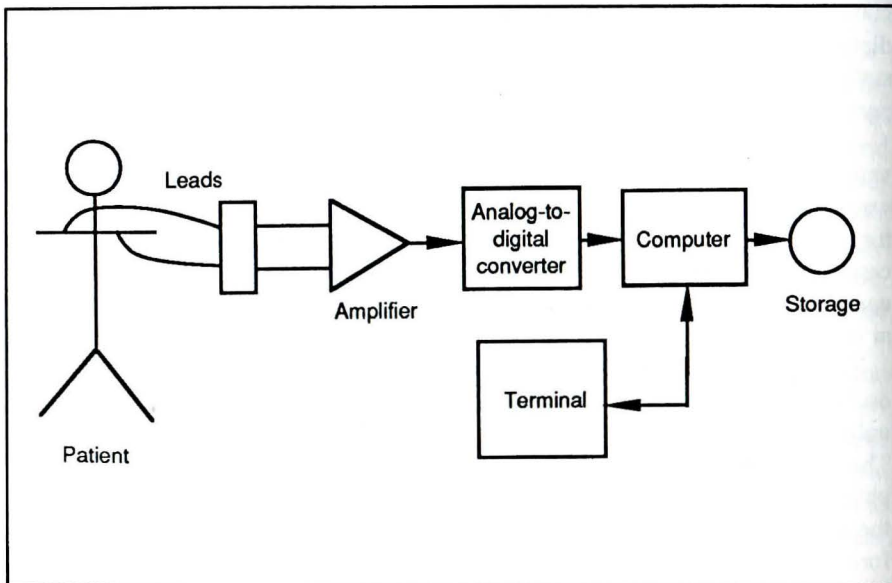 Leads
Analog-to-
digital
converter
Computer
Amplifier
Storage
Terminal
Patient